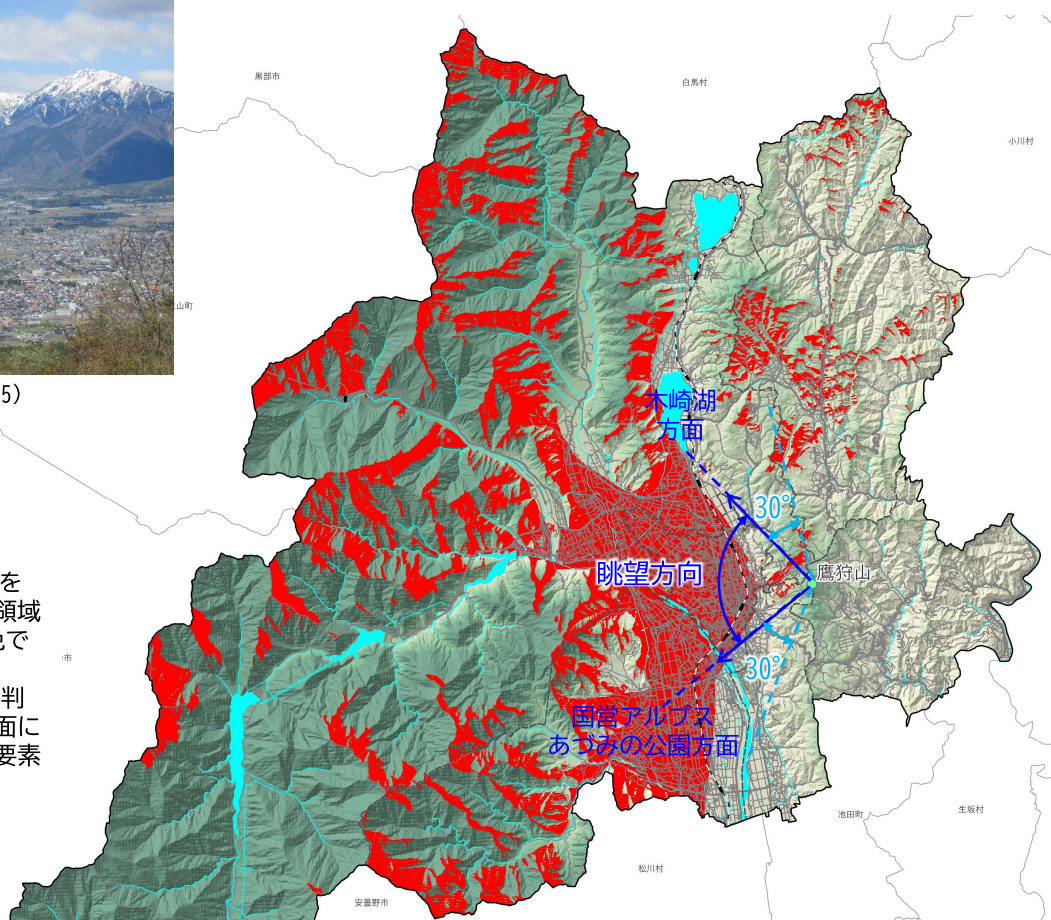 5）
黒部市
白馬村
小川村
山町
木崎湖
方面
30°
鷹狩山
眺望方向
を
領域
で
市
30°
判
面に
要素
国営アルプス
あづみの公園方面
池田町
生坂村
松川村
安曇野市